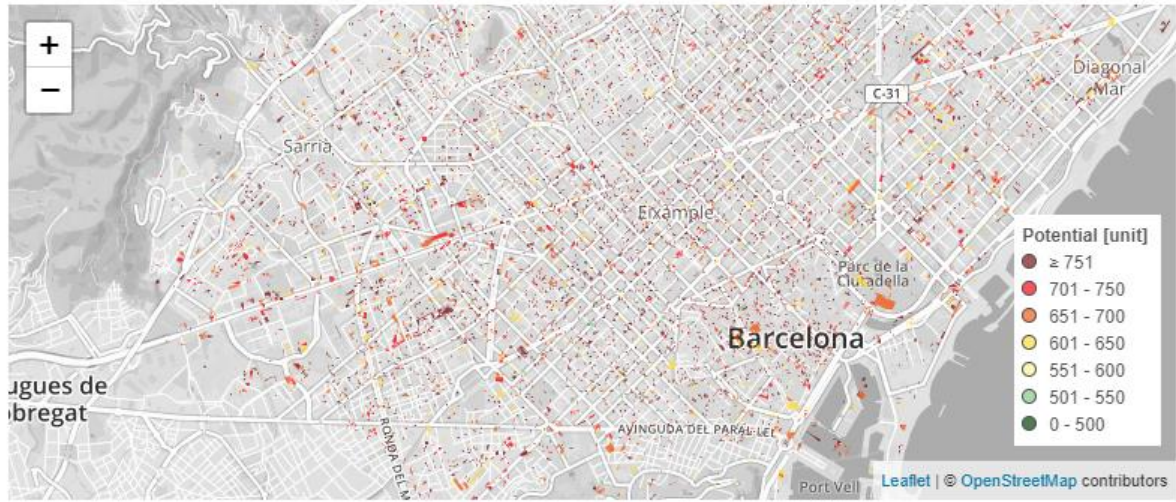 +
−
Diagonal
Mar
C-31
Sarria
Eixample
Potential [unit]
≥ 751
701 - 750
651 - 700
601 - 650
551 - 600
501 - 550
0 - 500
Parc de la
Ciutadella
Barcelona
ugues de
obregat
AVINGUDA DEL PARAL·LEL
RONDA DEL M
Port Vell
Leaflet | © OpenStreetMap contributors